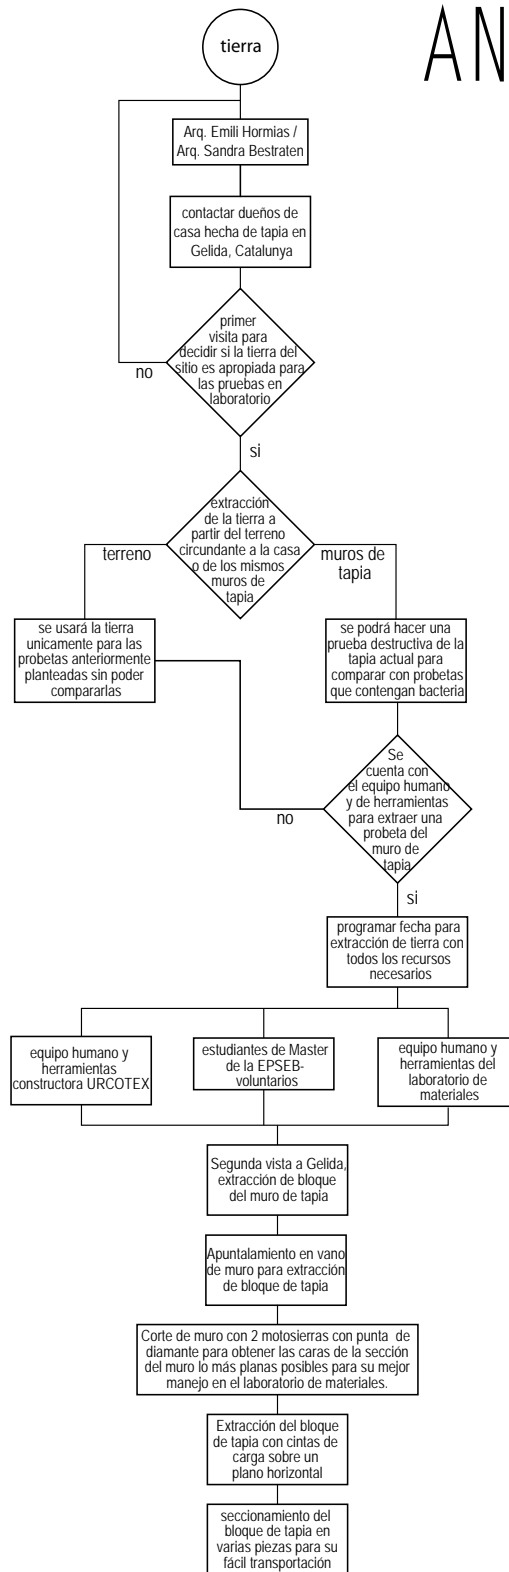 tierra
AN
Arq. Emili Hormias /
Arq. Sandra Bestraten
contactar dueños de
casa hecha de tapia en
Gelida, Catalunya
primer
visita para
decidir si la tierra del
sitio es apropiada para
las pruebas en
laboratorio
no
si
extracción
de la tierra a
partir del terreno
circundante a la casa
o de los mismos
muros de
tapia
terreno
muros de
tapia
se usará la tierra
unicamente para las
probetas anteriormente
planteadas sin poder
compararlas
se podrá hacer una
prueba destructiva de la
tapia actual para
comparar con probetas
que contengan bacteria
Se
cuenta con
el equipo humano
y de herramientas
para extraer una
probeta del
muro de
tapia
no
si
programar fecha para
extracción de tierra con
todos los recursos
necesarios
equipo humano y
herramientas
constructora URCOTEX
estudiantes de Master
de la EPSEB-
voluntarios
equipo humano y
herramientas del
laboratorio de
materiales
Segunda vista a Gelida,
extracción de bloque
del muro de tapia
Apuntalamiento en vano
de muro para extracción
de bloque de tapia
Corte de muro con 2 motosierras con punta de
diamante para obtener las caras de la sección
del muro lo más planas posibles para su mejor
manejo en el laboratorio de materiales.
Extracción del bloque
de tapia con cintas de
carga sobre un
plano horizontal
seccionamiento del
bloque de tapia en
varias piezas para su
fácil transportación